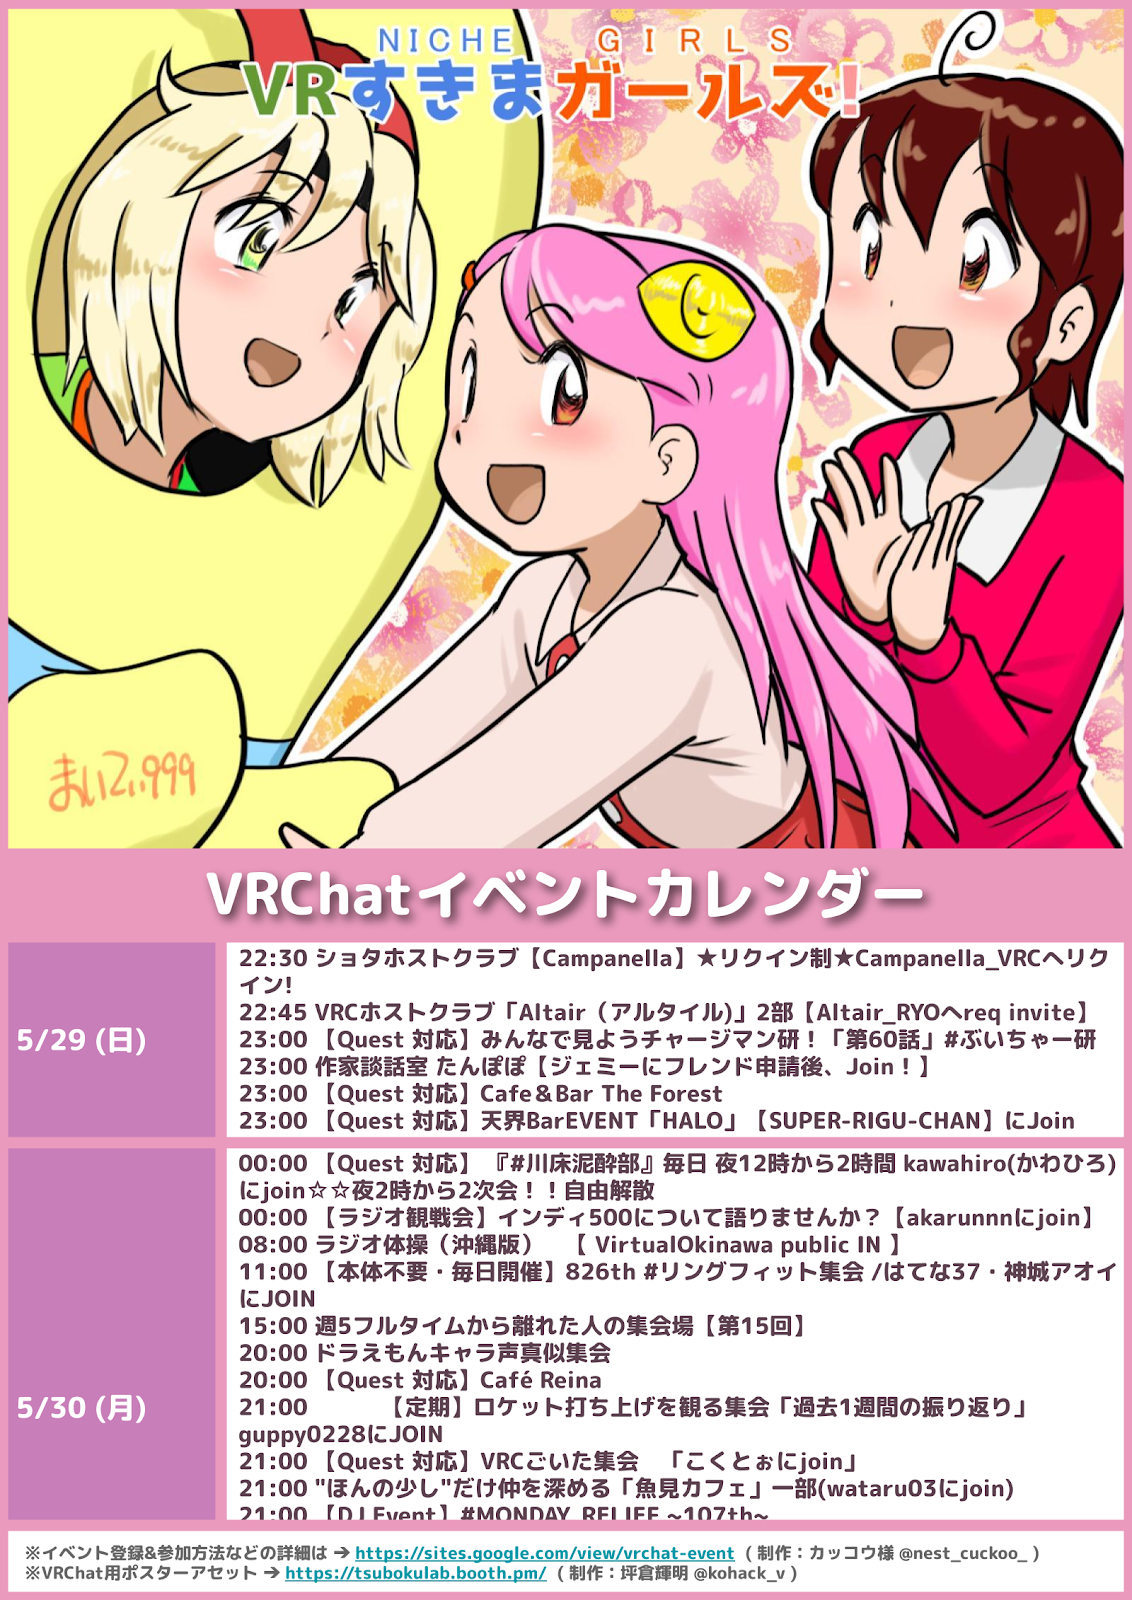 NICHE GIRLS
VRすきまガールズ!
まいてぃ999
VRChatイベントカレンダー
5/29 (日)
22:30 ショタホストクラブ【Campanella】★リクイン制★Campanella_VRCへリク
イン!
22:45 VRCホストクラブ「Altair（アルタイル)」2部【Altair_RYOへreq invite】
23:00 【Quest 対応】みんなで見ようチャージマン研！「第60話」#ぶいちゃー研
23:00 作家談話室 たんぽぽ【ジェミーにフレンド申請後、Join！】
23:00 【Quest 対応】Cafe＆Bar The Forest
23:00 【Quest 対応】天界BarEVENT「HALO」【SUPER-RIGU-CHAN】にJoin
5/30 (月)
00:00 【Quest 対応】 『#川床泥酔部』毎日 夜12時から2時間 kawahiro(かわひろ)
にjoin☆☆夜2時から2次会！！自由解散
00:00 【ラジオ観戦会】インディ500について語りませんか？【akarunnnにjoin】
08:00 ラジオ体操（沖縄版） 【 VirtualOkinawa public IN 】
11:00 【本体不要・毎日開催】826th #リングフィット集会 /はてな37・神城アオイ
にJOIN
15:00 週5フルタイムから離れた人の集会場【第15回】
20:00 ドラえもんキャラ声真似集会
20:00 【Quest 対応】Café Reina
21:00 【定期】ロケット打ち上げを観る集会「過去1週間の振り返り」
guppy0228にJOIN
21:00 【Quest 対応】VRCごいた集会 「こくとぉにjoin」
21:00 "ほんの少し"だけ仲を深める「魚見カフェ」一部(wataru03にjoin)
21:00 【DJ Event】#MONDAY_RELIEF ~107th~
※イベント登録&参加方法などの詳細は ➔ https://sites.google.com/view/vrchat-event ( 制作：カッコウ様 @nest_cuckoo_ )
※VRChat用ポスターアセット ➔ https://tsubokulab.booth.pm/ ( 制作：坪倉輝明 @kohack_v )